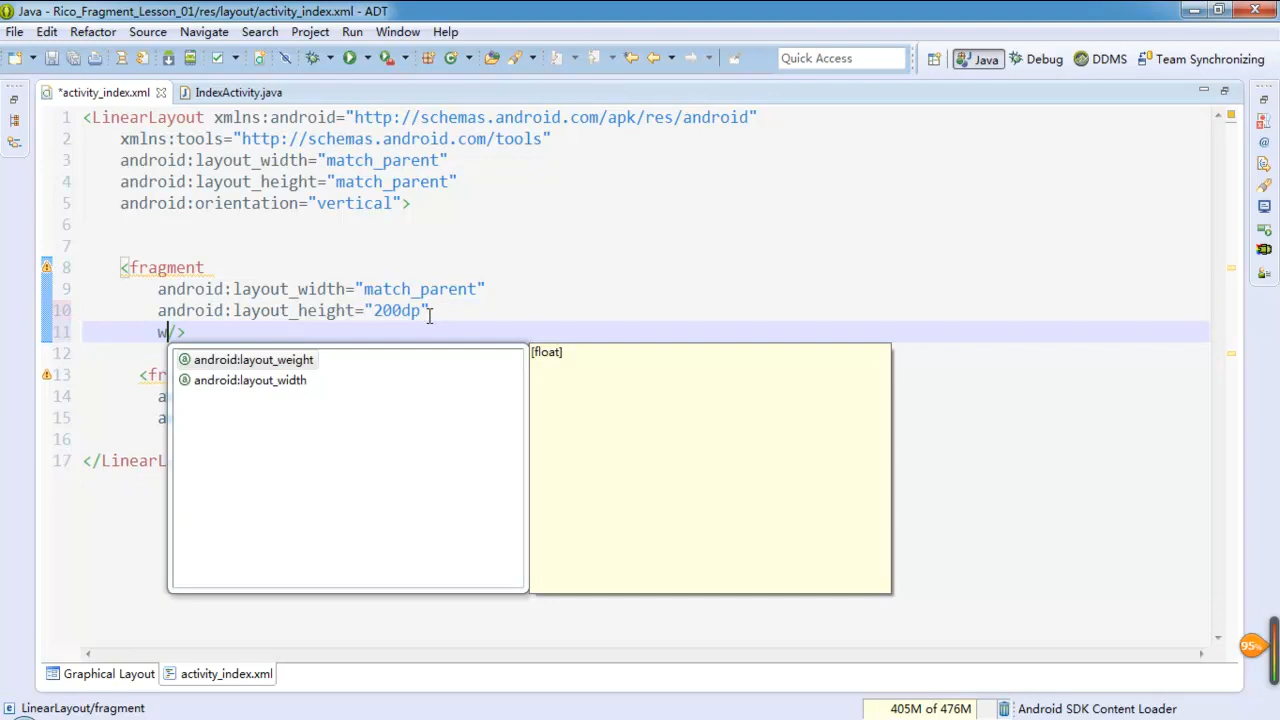 Java - Rico_Fragment_Lesson_01/res/layout/activity_index.xml - ADT
File Edit Refactor Source Navigate Search Project Run Window Help
Quick Access
Java Debug DDMS Team Synchronizing
*activity_index.xml IndexActivity.java
1 <LinearLayout xmlns:android="http://schemas.android.com/apk/res/android"
2 xmlns:tools="http://schemas.android.com/tools"
3 android:layout_width="match_parent"
4 android:layout_height="match_parent"
5 android:orientation="vertical">
6
7
8 <fragment
9 android:layout_width="match_parent"
10 android:layout_height="200dp"
11 w/>
android:layout_weight
android:layout_width
[float]
12
13 <fr
14 a
15 a
16
17 </LinearL
95%
Graphical Layout activity_index.xml
LinearLayout/fragment 405M of 476M Android SDK Content Loader